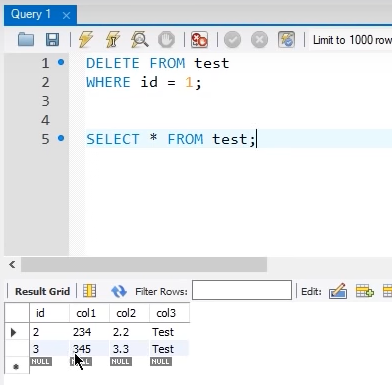 Query 1 ×
Limit to 1000 row
1 DELETE FROM test
2 WHERE id = 1;
3
4
5 SELECT * FROM test;
<
Result Grid Filter Rows: Edit:
id col1 col2 col3
2 234 2.2 Test
3 345 3.3 Test
NULL NULL NULL NULL